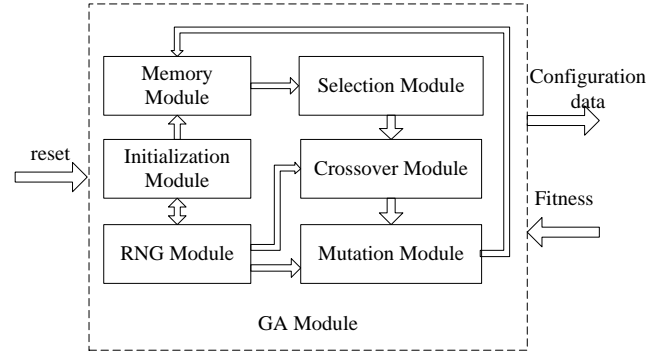 Memory
Module
Selection Module
Configuration
data
reset
Initialization
Module
Crossover Module
Fitness
RNG Module
Mutation Module
GA Module